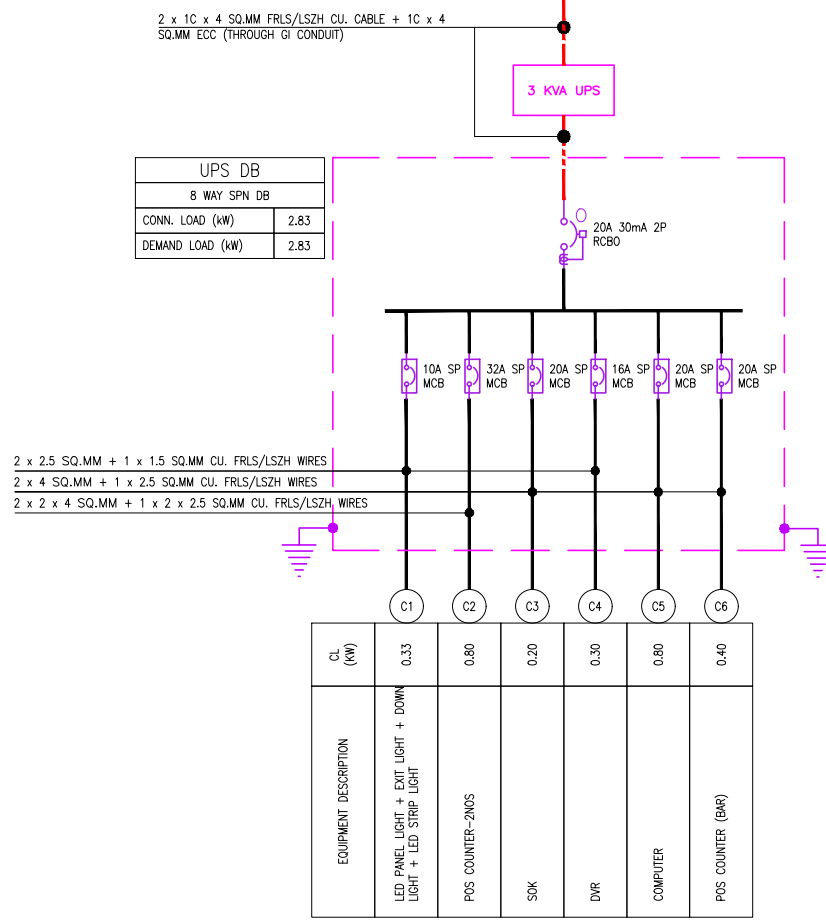 2 x 1C x 4 SQ.MM FRLS/LSZH CU. CABLE + 1C x 4
SQ.MM ECC (THROUGH GI CONDUIT)
3 KVA UPS
UPS DB
8 WAY SPN DB
CONN. LOAD (kW) 2.83
DEMAND LOAD (kW) 2.83
20A 30mA 2P
RCBO
10A SP
MCB
32A SP
MCB
20A SP
MCB
16A SP
MCB
20A SP
MCB
20A SP
MCB
2 x 2.5 SQ.MM + 1 x 1.5 SQ.MM CU. FRLS/LSZH WIRES
2 x 4 SQ.MM + 1 x 2.5 SQ.MM CU. FRLS/LSZH WIRES
2 x 2 x 4 SQ.MM + 1 x 2 x 2.5 SQ.MM CU. FRLS/LSZH WIRES
C1 C2 C3 C4 C5 C6
CL
(KW)
0.33 0.80 0.20 0.30 0.80 0.40
EQUIPMENT DESCRIPTION
LED PANEL LIGHT + EXIT LIGHT + DOWN
LIGHT + LED STRIP LIGHT
POS COUNTER-2NOS
SOK
DVR
COMPUTER
POS COUNTER (BAR)